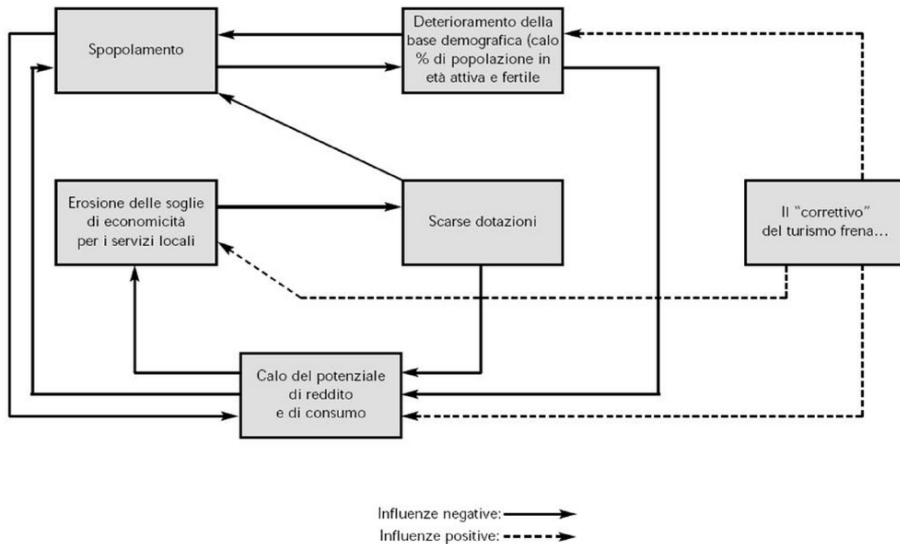 Spopolamento
Deterioramento della
base demografica (calo
% di popolazione in
età attiva e fertile
Erosione delle soglie
di economicità
per i servizi locali
Scarse dotazioni
Il "correttivo"
del turismo frena...
Calo del potenziale
di reddito
e di consumo
Influenze negative:
Influenze positive: